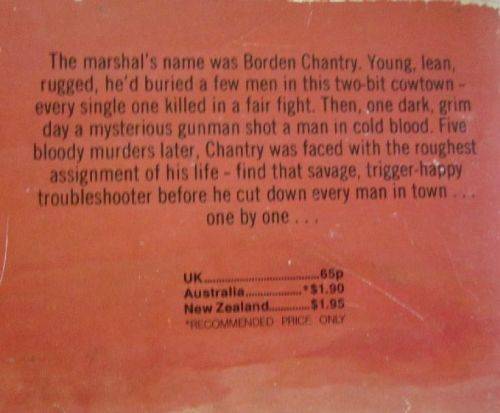 The marshal's name was Borden Chantry. Young, lean,
rugged, he'd buried a few men in this two-bit cowtown –
every single one killed in a fair fight. Then, one dark, grim
day a mysterious gunman shot a man in cold blood. Five
bloody murders later, Chantry was faced with the roughest
assignment of his life – find that savage, trigger-happy
troubleshooter before he cut down every man in town . . .
one by one . . .
UK..............................65p
Australia...............*$1.90
New Zealand...........$1.95
*RECOMMENDED PRICE ONLY